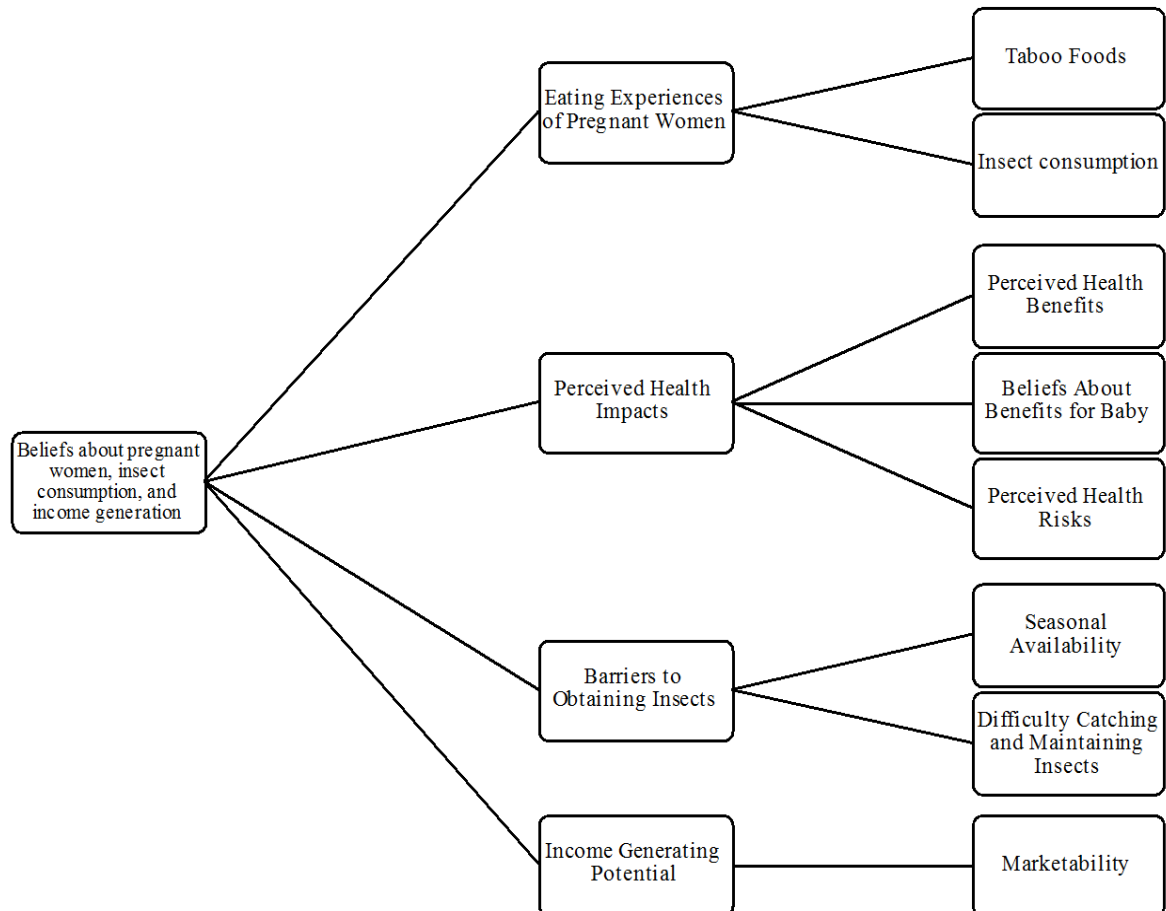 Beliefs about pregnant
women, insect
consumption, and
income generation
Eating Experiences
of Pregnant Women
Taboo Foods
Insect consumption
Perceived Health
Impacts
Perceived Health
Benefits
Beliefs About
Benefits for Baby
Perceived Health
Risks
Barriers to
Obtaining Insects
Seasonal
Availability
Difficulty Catching
and Maintaining
Insects
Income Generating
Potential
Marketability